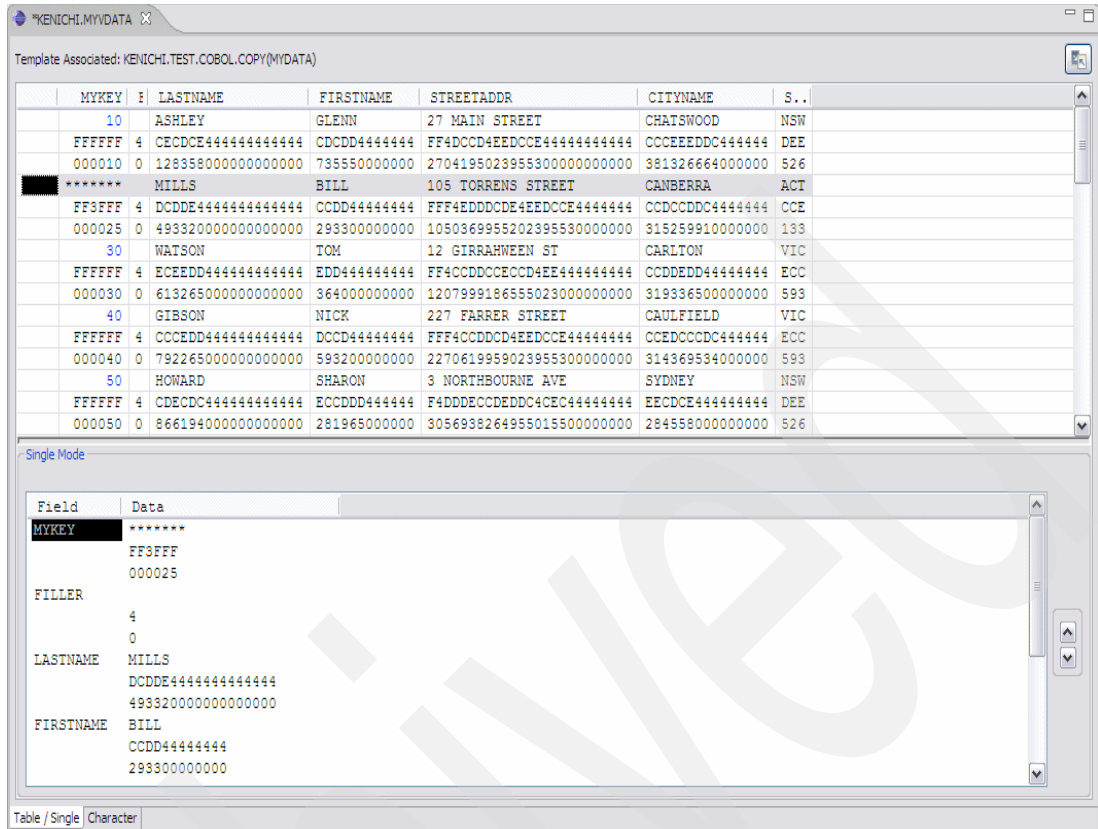 *KENICHI.MYVDATA
Template Associated: KENICHI.TEST.COBOL.COPY(MYDATA)
MYKEY F LASTNAME FIRSTNAME STREETADDR CITYNAME S..
10 ASHLEY GLENN 27 MAIN STREET CHATSWOOD NSW
FFFFFF 4 CECDCE444444444444 CDCDD4444444 FF4DCCD4EEDCCE44444444444 CCCEEEDDC444444 DEE
000010 0 128358000000000000 735550000000 2704195023955300000000000 381326664000000 526
******* MILLS BILL 105 TORRENS STREET CANBERRA ACT
FF3FFF 4 DCDDE4444444444444 CCDD44444444 FFF4EDDDCDE4EEDCCE4444444 CCDCCDDC4444444 CCE
000025 0 493320000000000000 293300000000 1050369955202395530000000 315259910000000 133
30 WATSON TOM 12 GIRRAHWEEN ST CARLTON VIC
FFFFFF 4 ECEEDD444444444444 EDD444444444 FF4CCDDCCECCD4EE444444444 CCDDEDD44444444 ECC
000030 0 613265000000000000 364000000000 1207999186555023000000000 319336500000000 593
40 GIBSON NICK 227 FARRER STREET CAULFIELD VIC
FFFFFF 4 CCCEDD444444444444 DCCD44444444 FFF4CCDDCD4EEDCCE44444444 CCEDCCCDC444444 ECC
000040 0 792265000000000000 593200000000 2270619959023955300000000 314369534000000 593
50 HOWARD SHARON 3 NORTHBOURNE AVE SYDNEY NSW
FFFFFF 4 CDECDC444444444444 ECCDDD444444 F4DDDECCDEDDC4CEC44444444 EECDCE444444444 DEE
000050 0 866194000000000000 281965000000 3056938264955015500000000 284558000000000 526
Single Mode
Field Data
MYKEY *******
FF3FFF
000025
FILLER
4
0
LASTNAME MILLS
DCDDE4444444444444
493320000000000000
FIRSTNAME BILL
CCDD44444444
293300000000
Table / Single Character